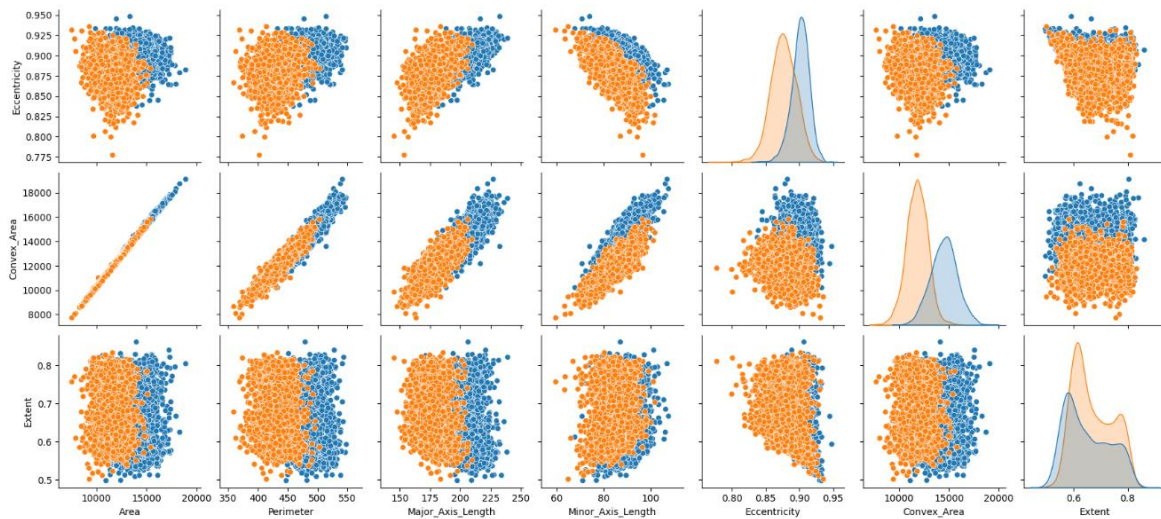 0.950
0.925
0.900
0.875
0.850
0.825
0.800
0.775
Eccentricity
18000
16000
14000
12000
10000
8000
Convex_Area
0.8
0.7
0.6
0.5
Extent
10000 15000 20000
Area
350 400 450 500 550
Perimeter
150 175 200 225 250
Major_Axis_Length
60 80 100
Minor_Axis_Length
0.80 0.85 0.90 0.95
Eccentricity
10000 15000 20000
Convex_Area
0.6 0.8
Extent